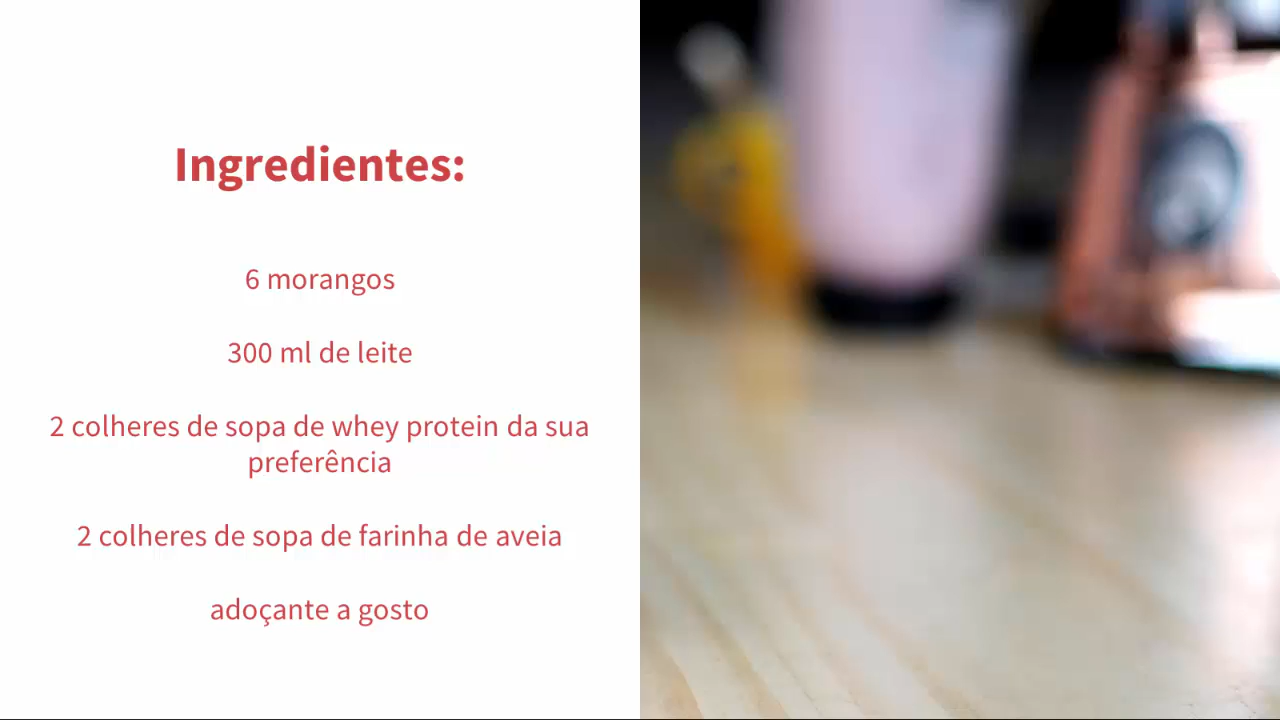 Ingredientes:
6 morangos
300 ml de leite
2 colheres de sopa de whey protein da sua
preferência
2 colheres de sopa de farinha de aveia
adoçante a gosto